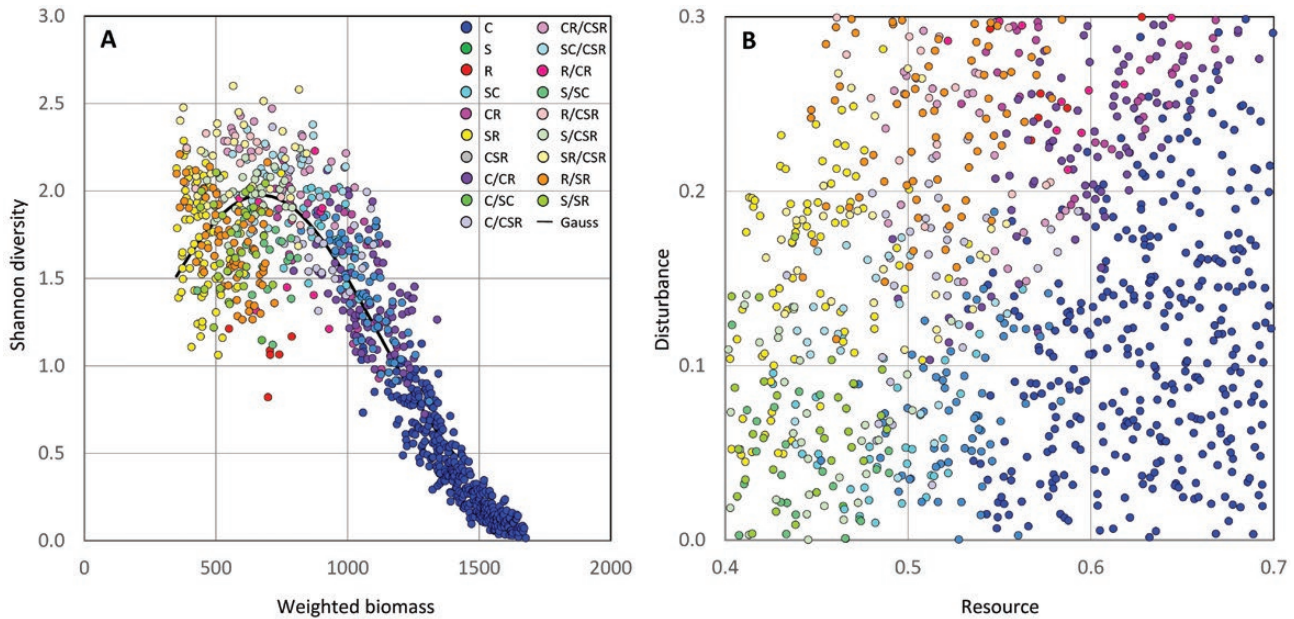 A
Shannon diversity
3.0
2.5
2.0
1.5
1.0
0.5
0.0
0 500 1000 1500 2000
Weighted biomass
C CR/CSR
S SC/CSR
R R/CR
SC S/SC
CR R/CSR
SR S/CSR
CSR SR/CSR
C/CR R/SR
C/SC S/SR
C/CSR Gauss
B
Disturbance
0.3
0.2
0.1
0.0
0.4 0.5 0.6 0.7
Resource